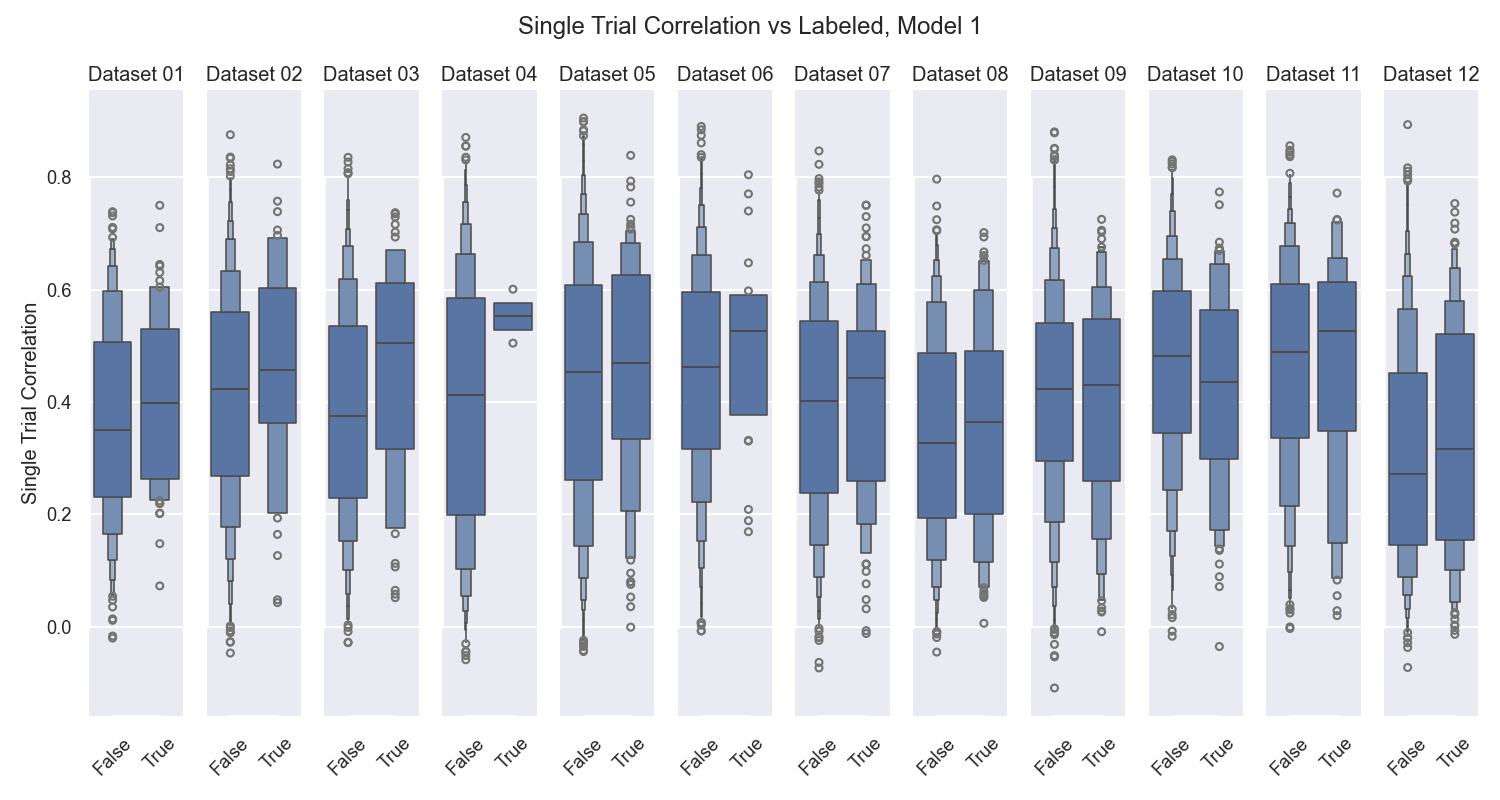 Single Trial Correlation vs Labeled, Model 1
Dataset 01
Dataset 02
Dataset 03
Dataset 04
Dataset 05
Dataset 06
Dataset 07
Dataset 08
Dataset 09
Dataset 10
Dataset 11
Dataset 12
Single Trial Correlation
0.8
0.6
0.4
0.2
0.0
False
True
False
True
False
True
False
True
False
True
False
True
False
True
False
True
False
True
False
True
False
True
False
True